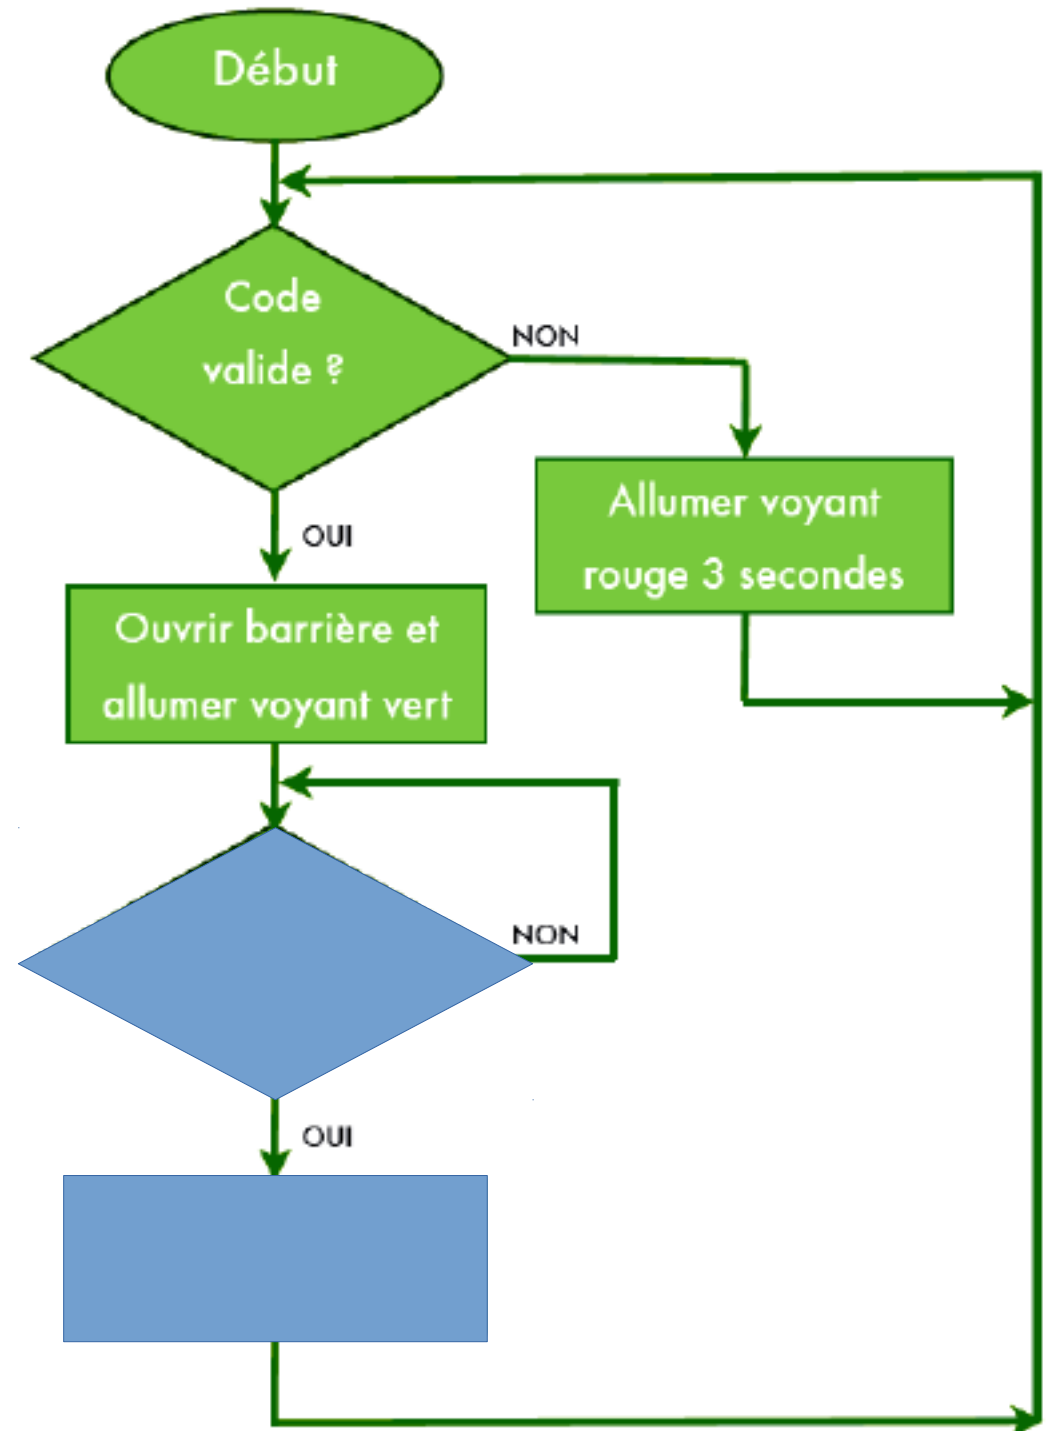 Début
Code
valide ?
NON
Allumer voyant
rouge 3 secondes
OUI
Ouvrir barrière et
allumer voyant vert
NON
OUI